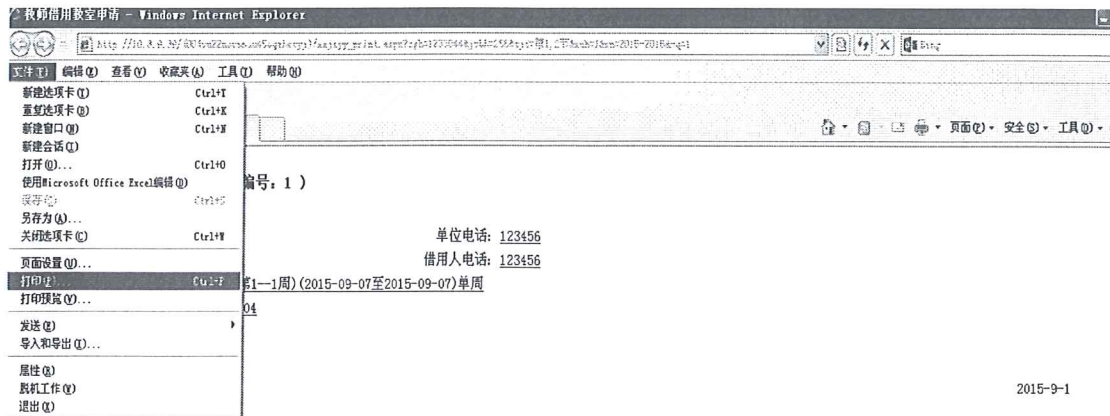 教师借用教室申请 - Windows Internet Explorer
Bing
文件(F) 编辑(E) 查看(V) 收藏夹(A) 工具(T) 帮助(H)
新建选项卡(T) Ctrl+T
重复选项卡(B) Ctrl+K
新建窗口(N) Ctrl+N
新建会话(I)
打开(O)... Ctrl+O
使用Microsoft Office Excel编辑(D)
保存(S) Ctrl+S
另存为(A)...
关闭选项卡(C) Ctrl+W
页面设置(U)...
打印(P)... Ctrl+P
打印预览(V)...
发送(E)
导入和导出(I)...
属性(R)
脱机工作(W)
退出(X)
页面(P) 安全(S) 工具(O)
编号：1 )
单位电话：123456
借用人电话：123456
第1--1周)(2015-09-07至2015-09-07)单周
04
2015-9-1